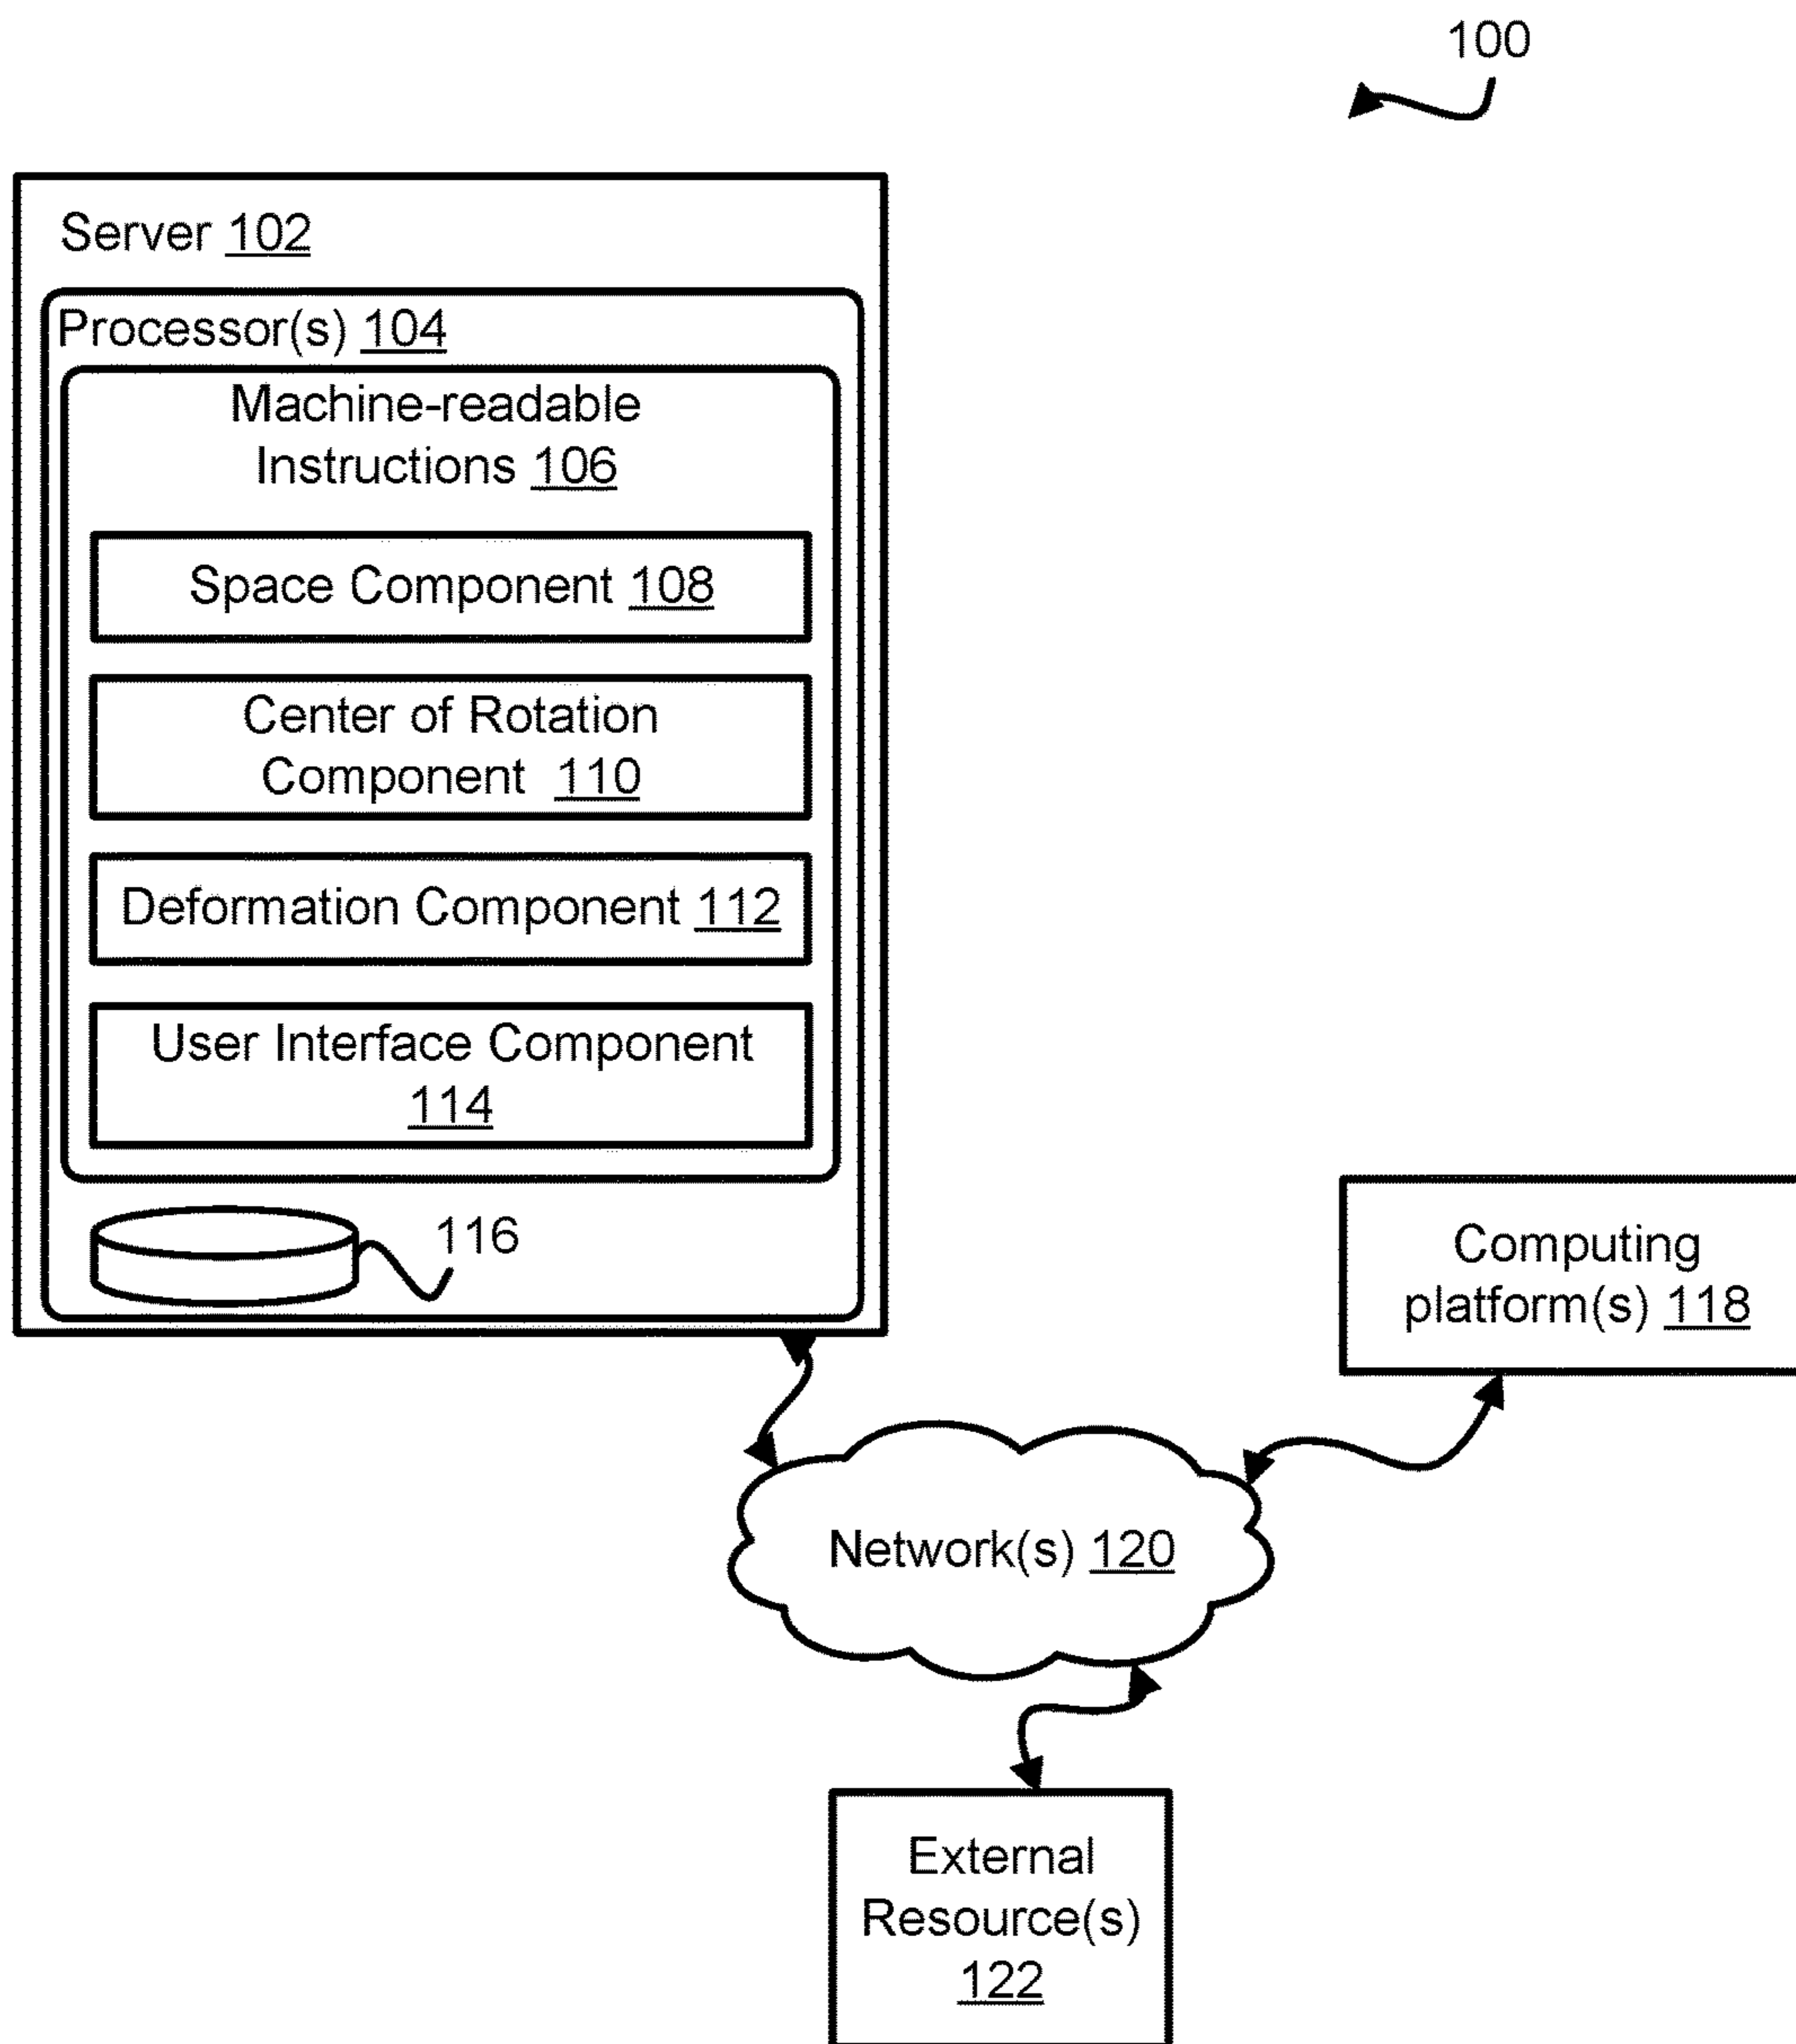 100
Server 102
Processor(s) 104
Machine-readable
Instructions 106
Space Component 108
Center of Rotation
Component 110
Deformation Component 112
User Interface Component
114
116
Computing
platform(s) 118
Network(s) 120
External
Resource(s)
122